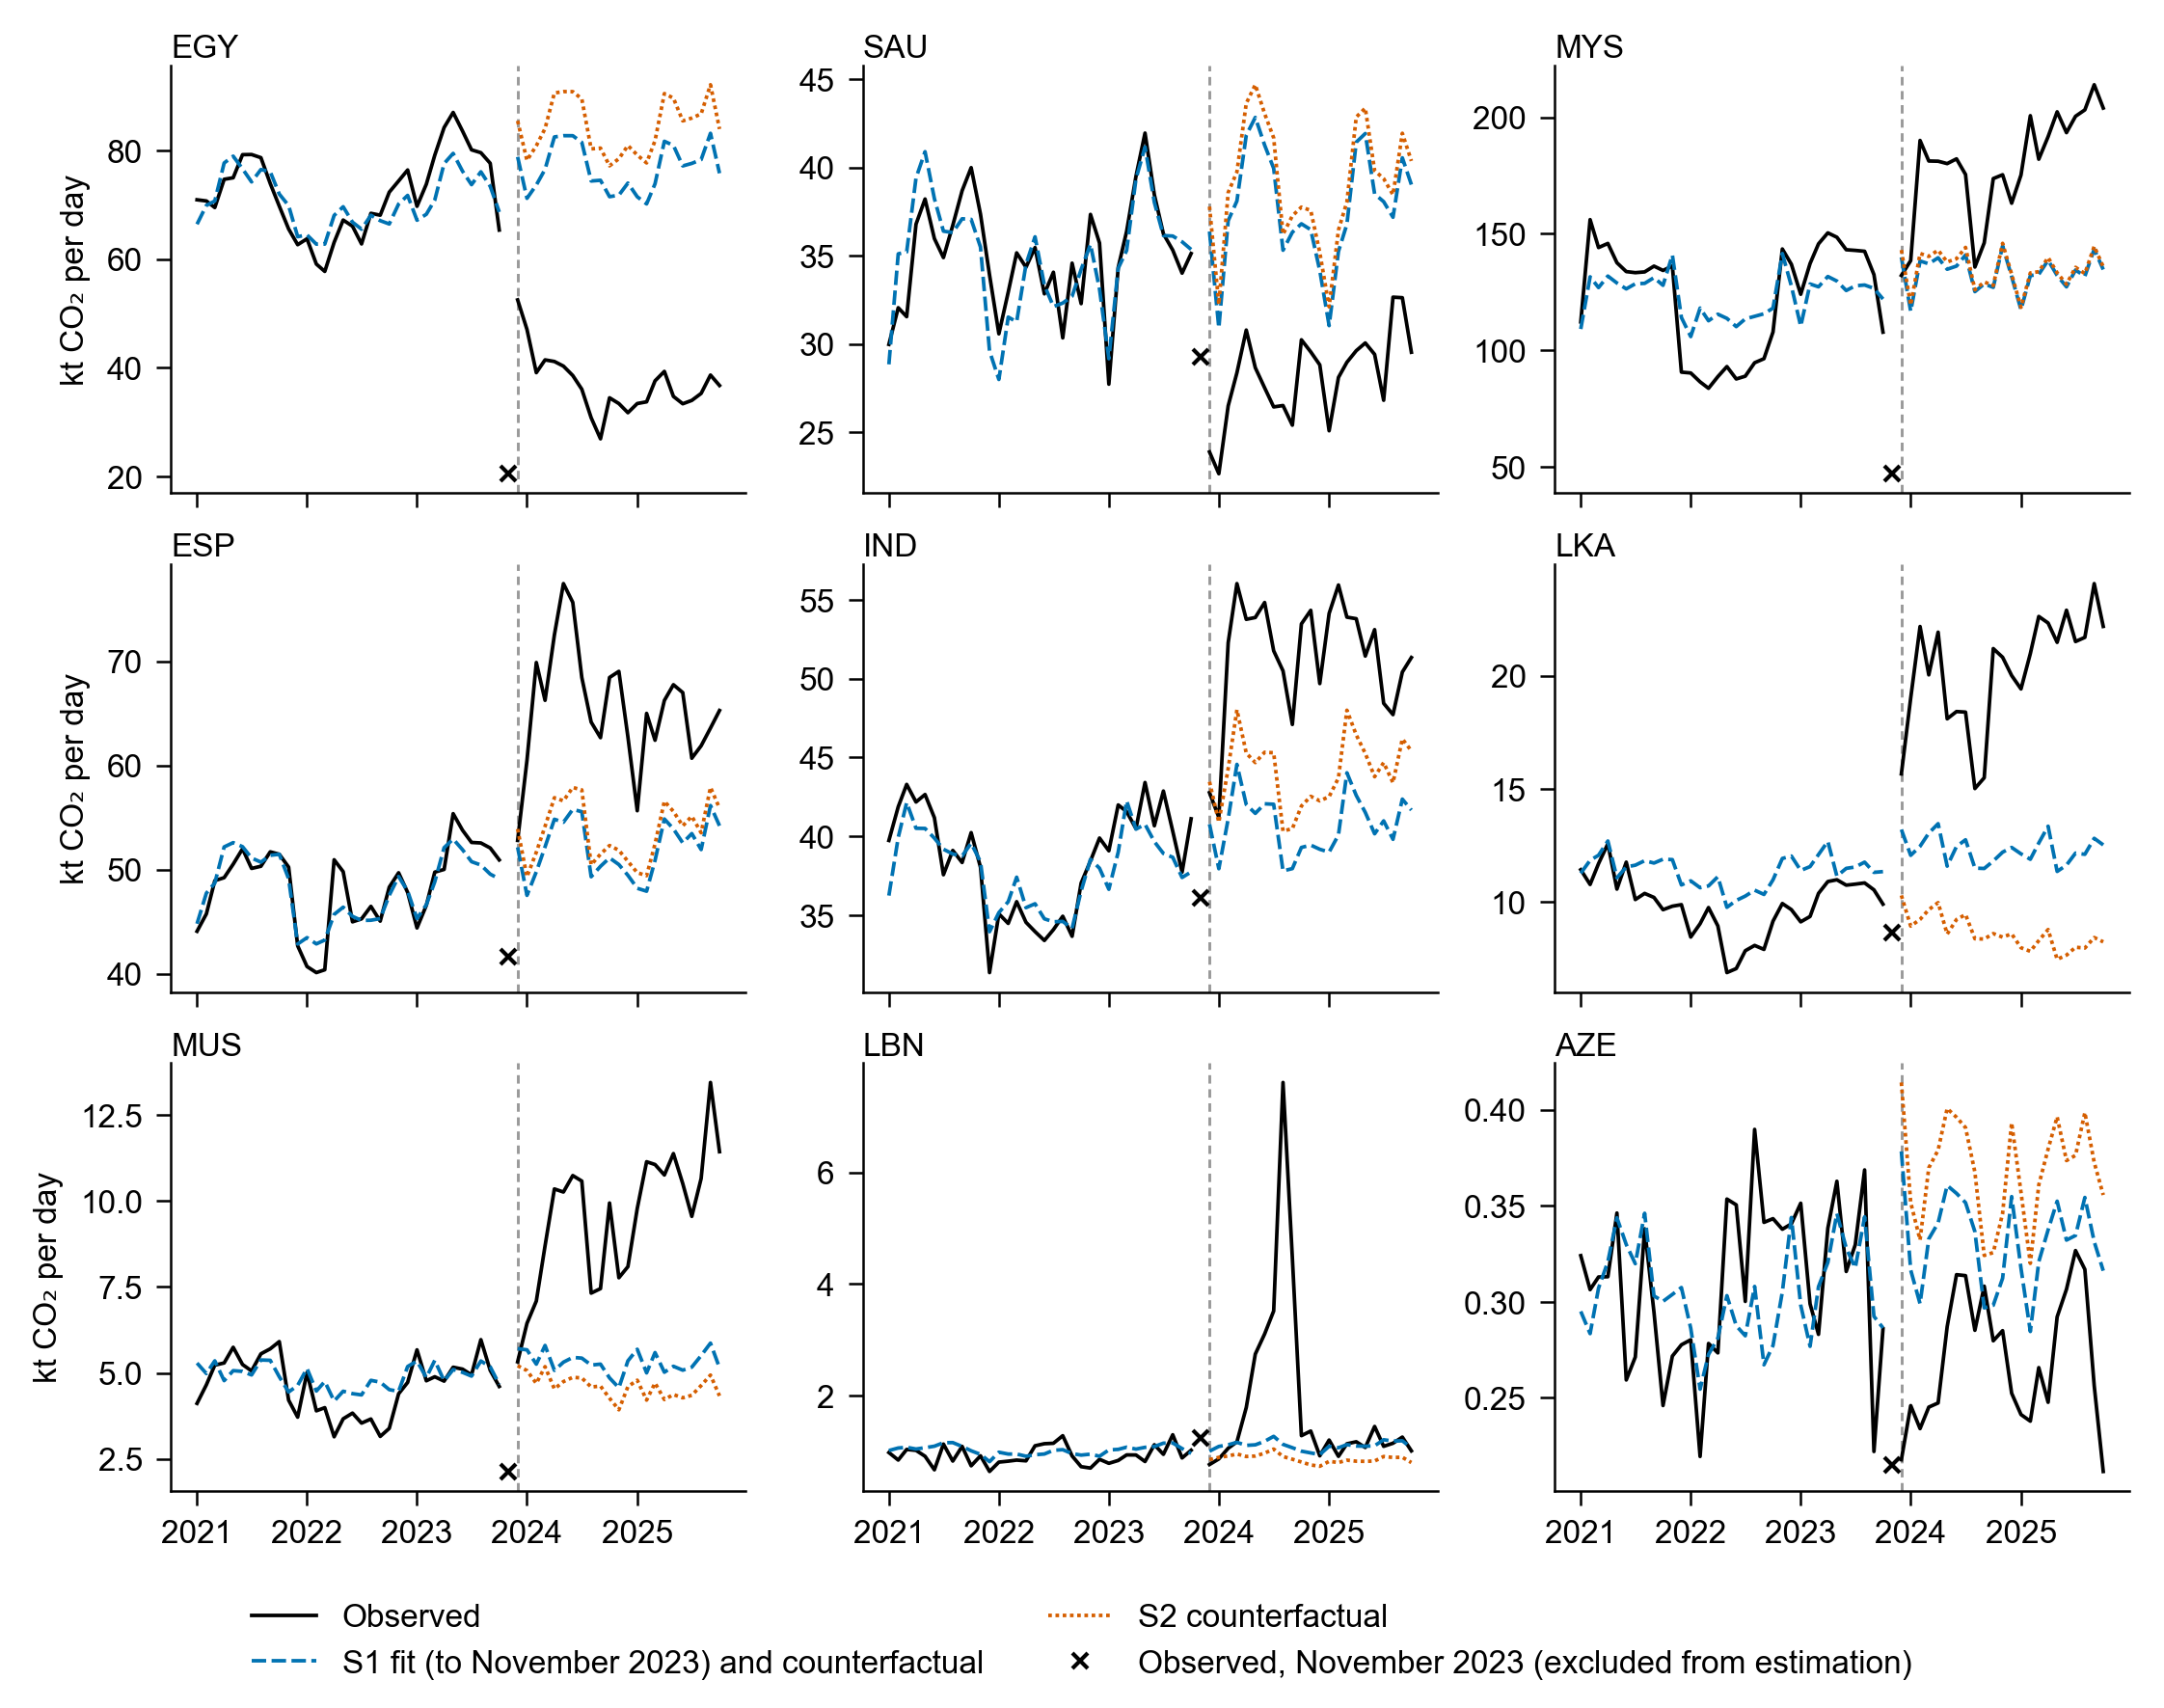 EGY
SAU
MYS
kt CO₂ per day
80
60
40
20
45
40
35
30
25
200
150
100
50
ESP
IND
LKA
kt CO₂ per day
70
60
50
40
55
50
45
40
35
20
15
10
MUS
LBN
AZE
kt CO₂ per day
12.5
10.0
7.5
5.0
2.5
6
4
2
0.40
0.35
0.30
0.25
2021 2022 2023 2024 2025
2021 2022 2023 2024 2025
2021 2022 2023 2024 2025
Observed
S1 fit (to November 2023) and counterfactual
S2 counterfactual
Observed, November 2023 (excluded from estimation)